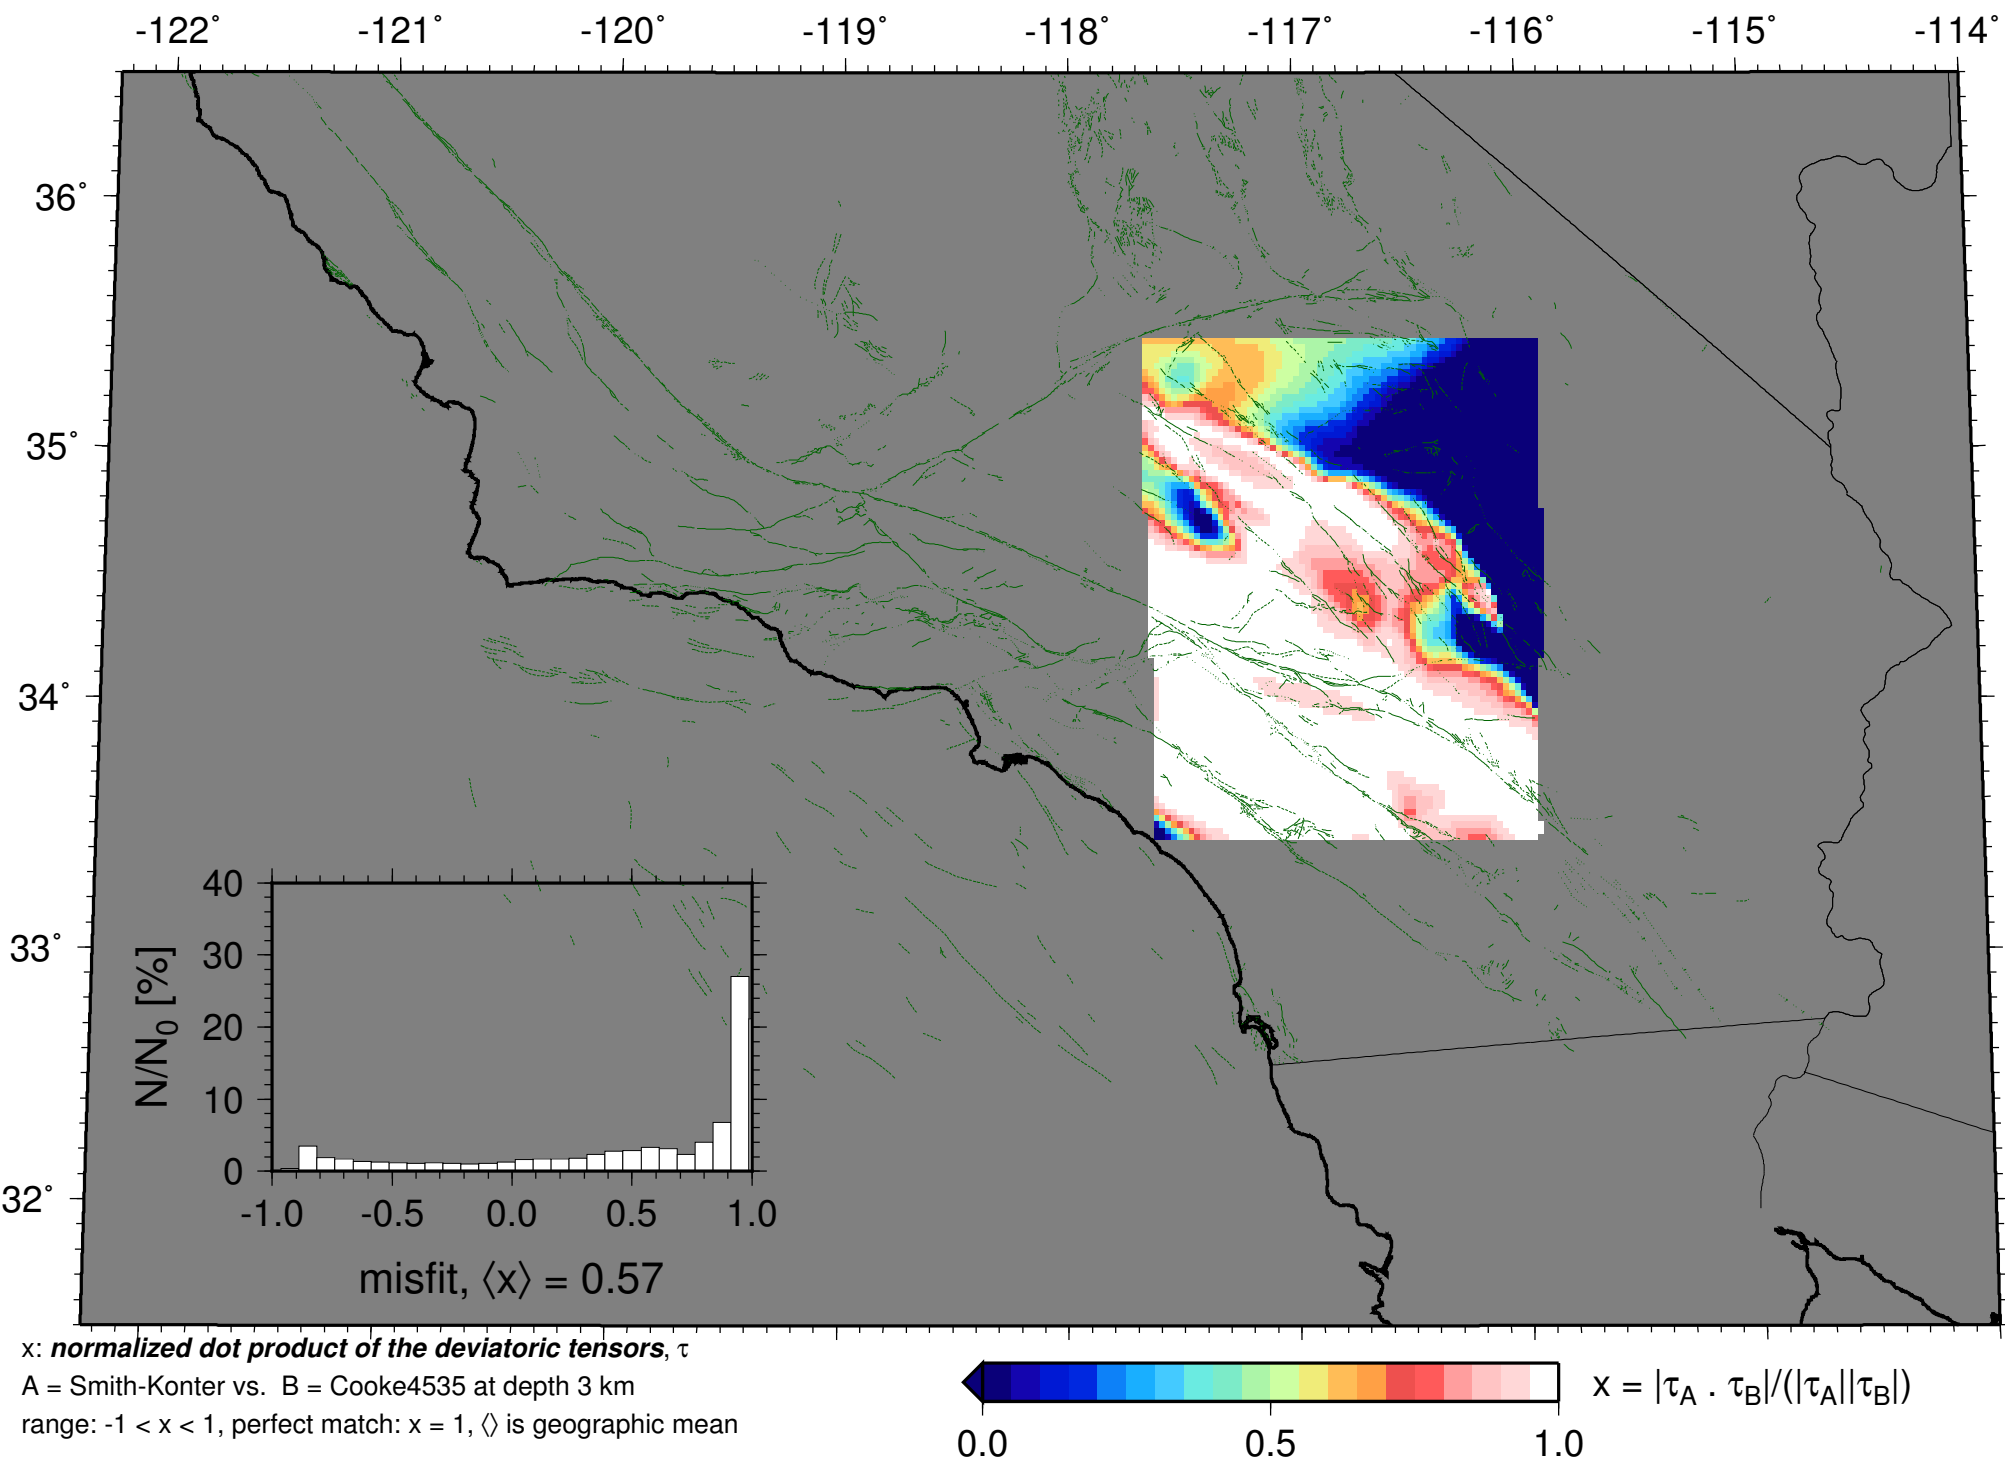 -122˚ -121˚ -120˚ -119˚ -118˚ -117˚ -116˚ -115˚ -114˚
36˚
35˚
34˚
33˚
32˚
40
30
20
10
0
N/N0 [%]
-1.0 -0.5 0.0 0.5 1.0
misfit, ⟨x⟩ = 0.57
x: normalized dot product of the deviatoric tensors, τ
A = Smith-Konter vs. B = Cooke4535 at depth 3 km
range: -1 < x < 1, perfect match: x = 1, ⟨⟩ is geographic mean
x = |τA . τB|/(|τA||τB|)
0.0 0.5 1.0